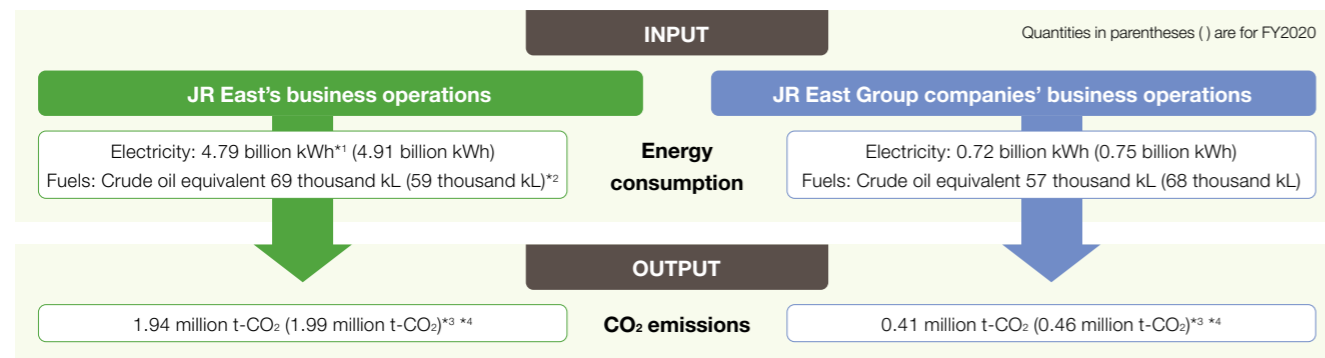 INPUT
Quantities in parentheses ( ) are for FY2020
JR East's business operations
JR East Group companies' business operations
Electricity: 4.79 billion kWh*1 (4.91 billion kWh)
Fuels: Crude oil equivalent 69 thousand kL (59 thousand kL)*2
Energy
consumption
Electricity: 0.72 billion kWh (0.75 billion kWh)
Fuels: Crude oil equivalent 57 thousand kL (68 thousand kL)
OUTPUT
1.94 million t-CO₂ (1.99 million t-CO₂)*3 *4
CO₂ emissions
0.41 million t-CO₂ (0.46 million t-CO₂)*3 *4